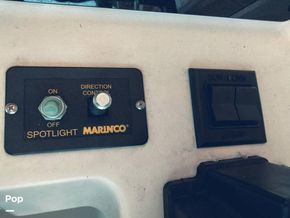 ON
DIRECTION
CONT
OFF
SPOTLIGHT MARINCO®
Pop